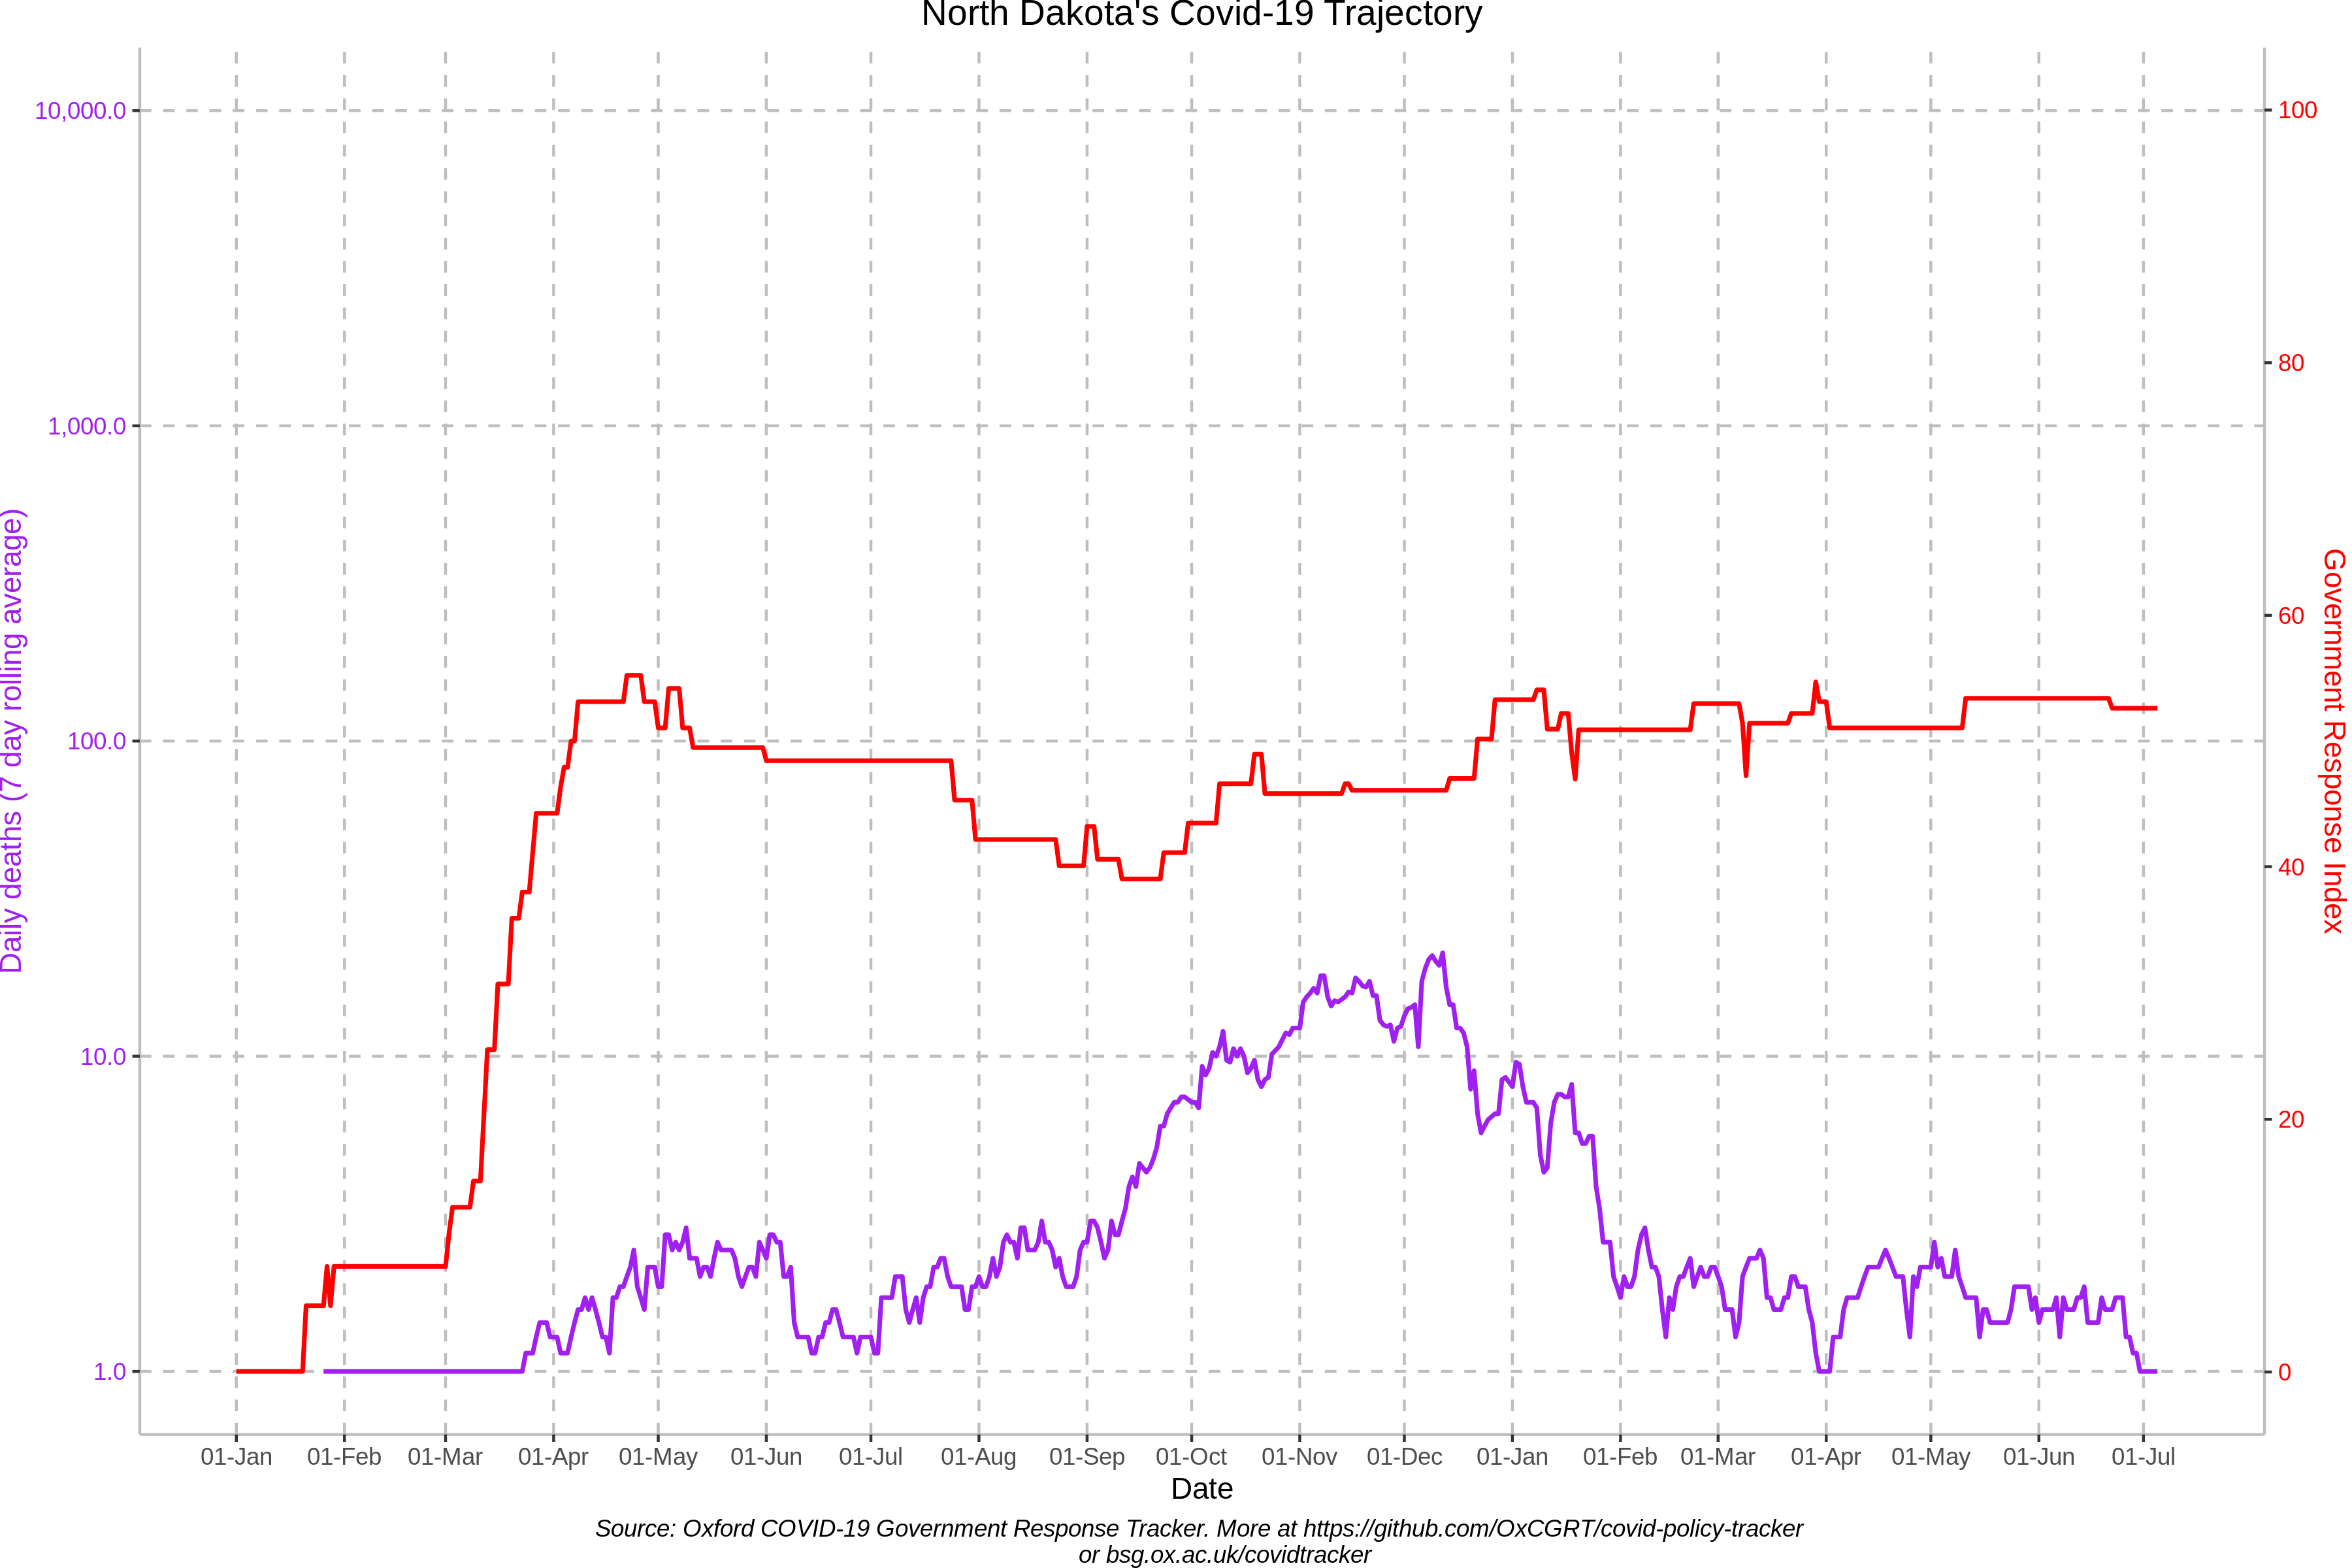 North Dakota's Covid-19 Trajectory
10,000.0
1,000.0
100.0
10.0
1.0
Daily deaths (7 day rolling average)
100
80
60
40
20
0
Government Response Index
01-Jan 01-Feb 01-Mar 01-Apr 01-May 01-Jun 01-Jul 01-Aug 01-Sep 01-Oct 01-Nov 01-Dec 01-Jan 01-Feb 01-Mar 01-Apr 01-May 01-Jun 01-Jul
Date
Source: Oxford COVID-19 Government Response Tracker. More at https://github.com/OxCGRT/covid-policy-tracker
or bsg.ox.ac.uk/covidtracker